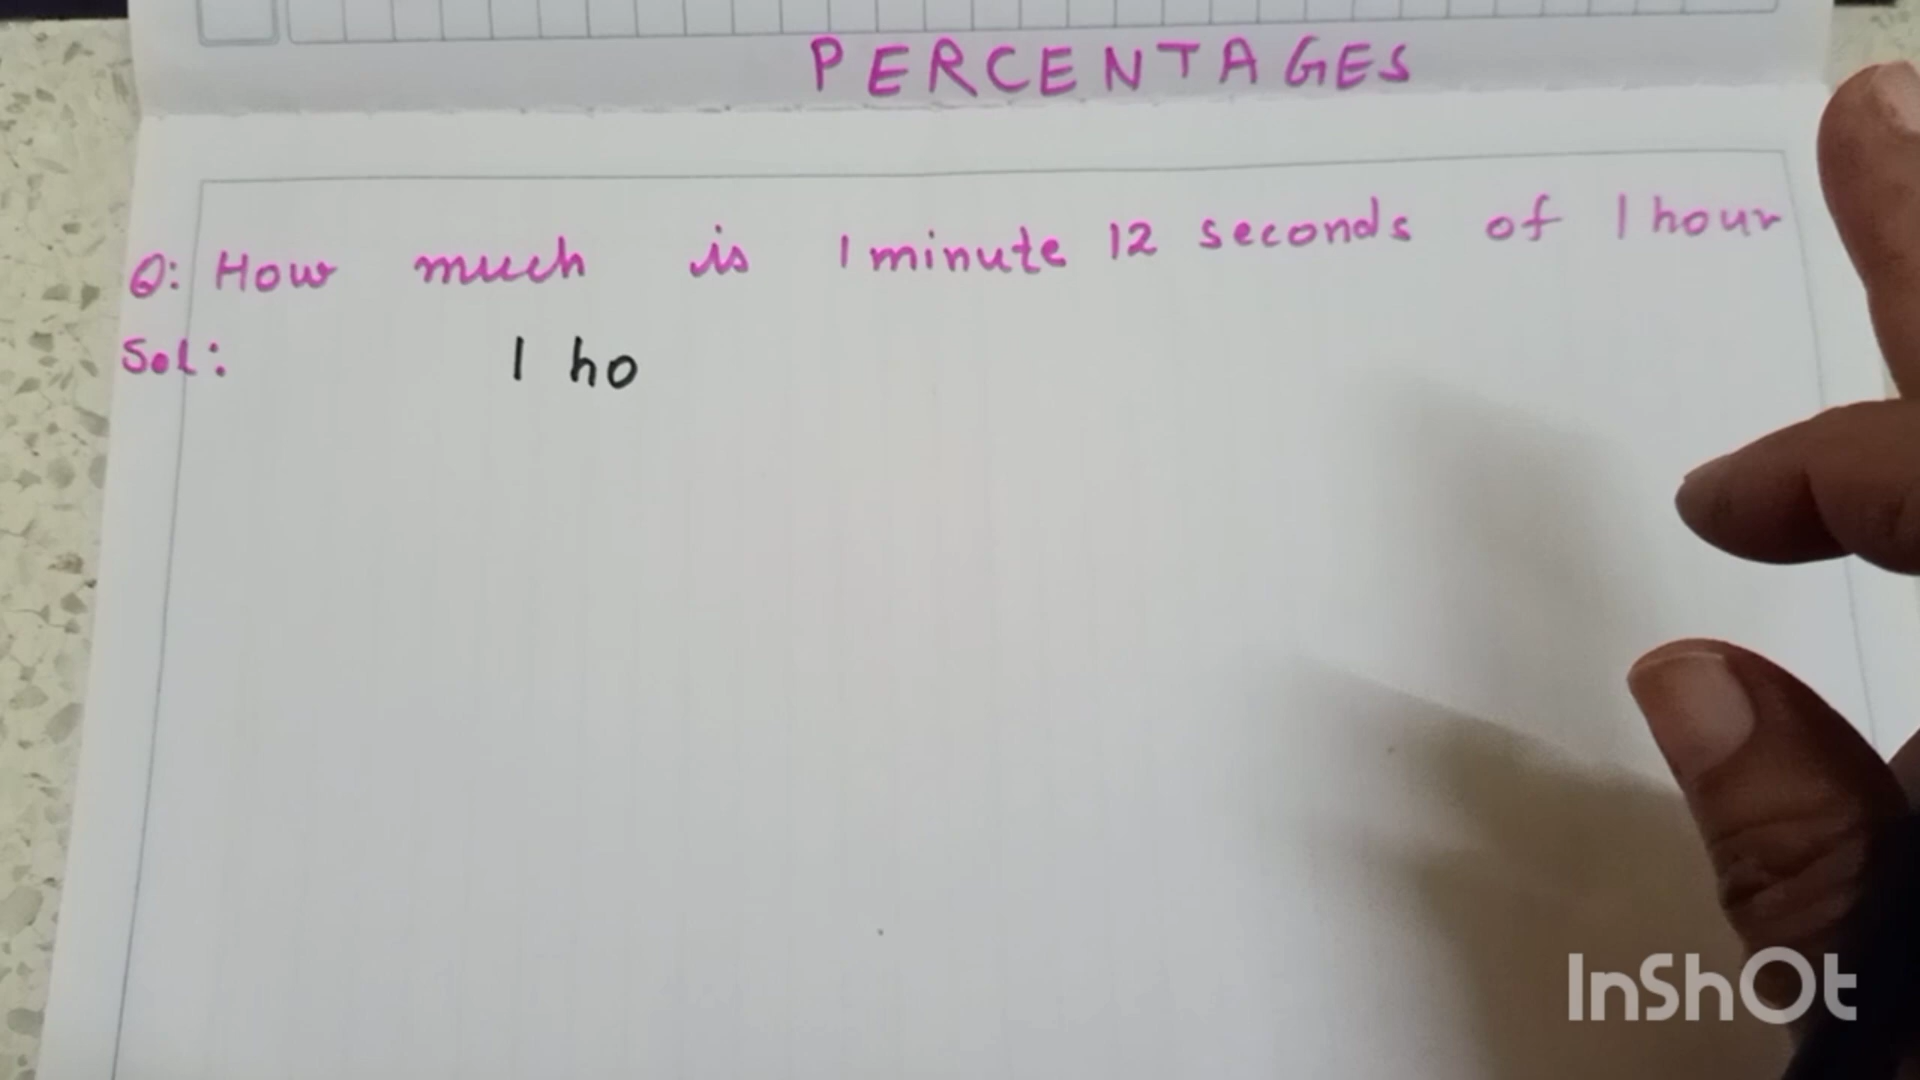 PERCENTAGES
Q: How much is 1 minute 12 seconds of 1 hour
Sol: 1 ho
InShOt